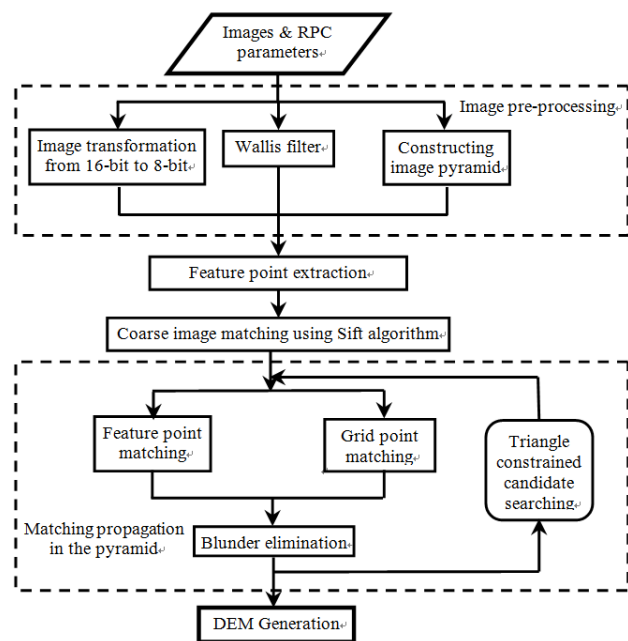 Images & RPC
parameters
Image pre-processing
Image transformation
from 16-bit to 8-bit
Wallis filter
Constructing
image pyramid
Feature point extraction
Coarse image matching using Sift algorithm
Feature point
matching
Grid point
matching
Triangle
constrained
candidate
searching
Matching propagation
in the pyramid
Blunder elimination
DEM Generation